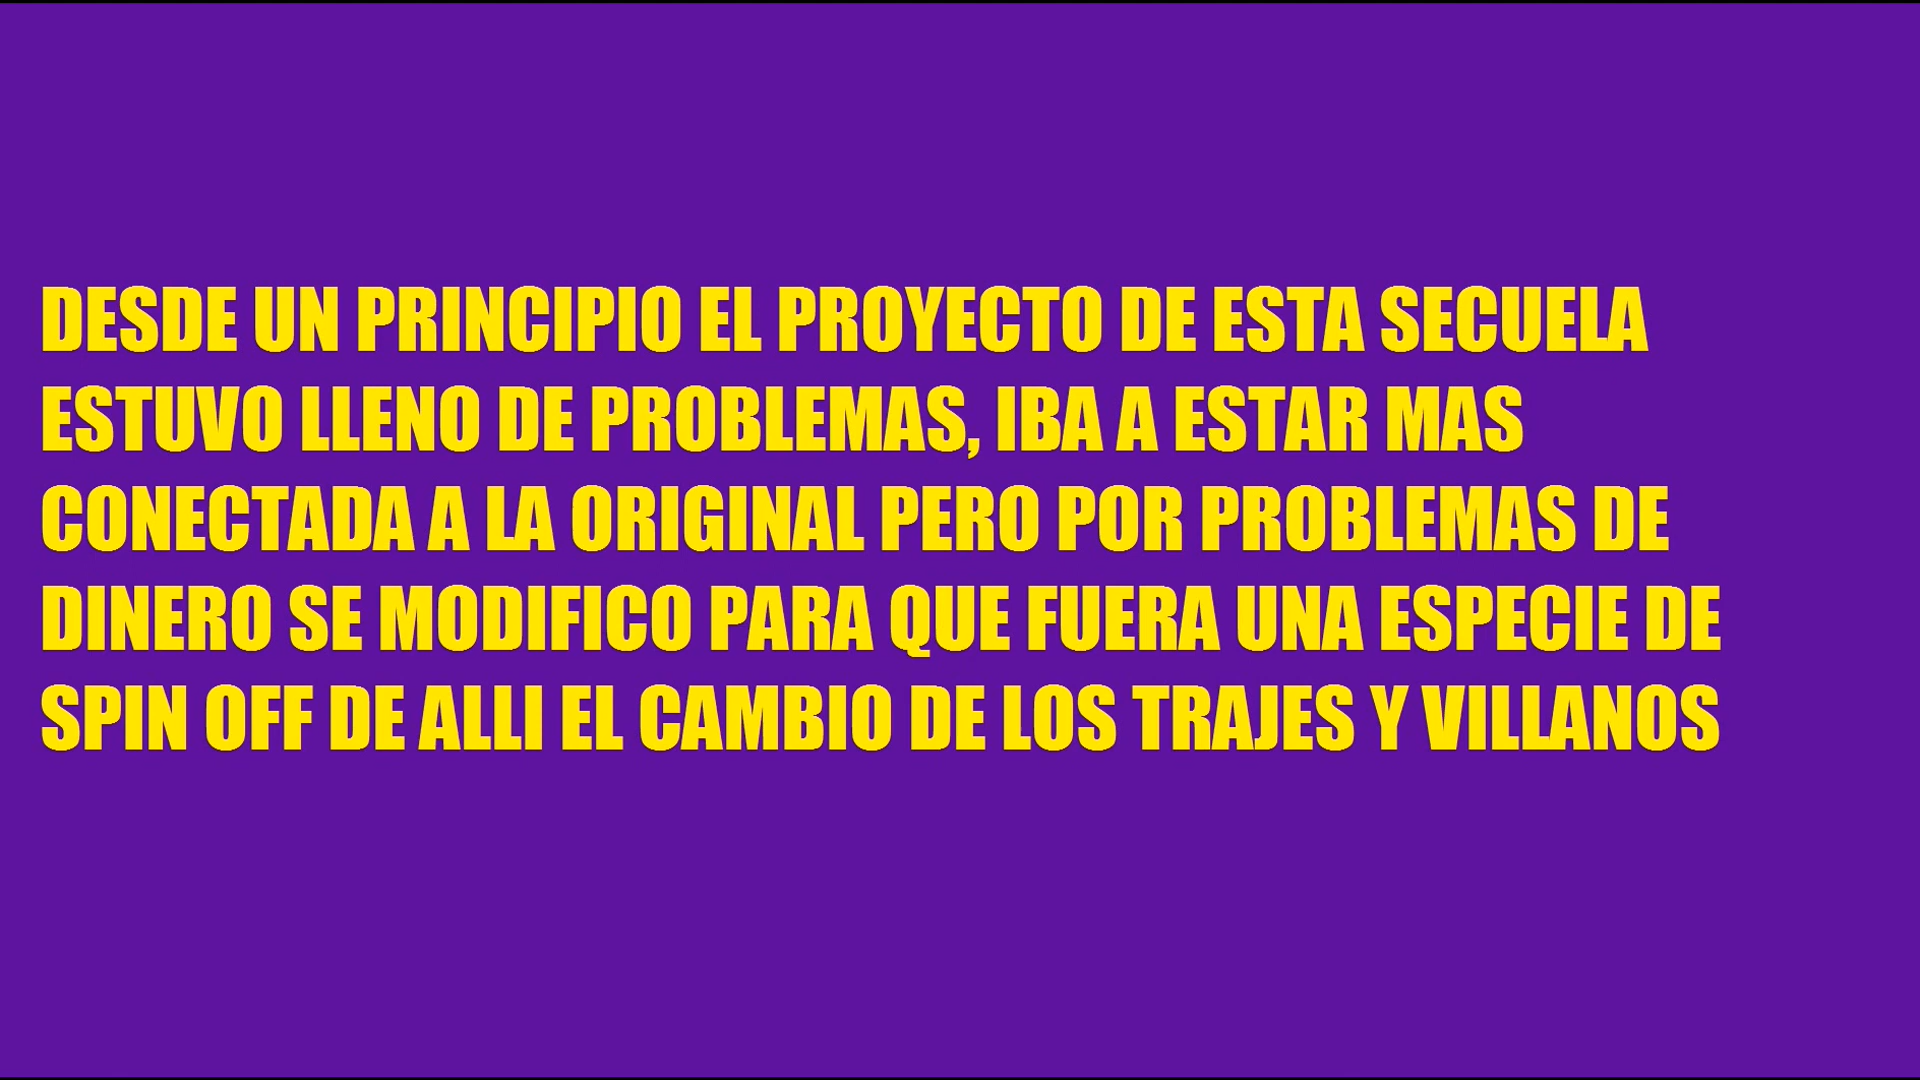 DESDE UN PRINCIPIO EL PROYECTO DE ESTA SECUELA
ESTUVO LLENO DE PROBLEMAS, IBA A ESTAR MAS
CONECTADA A LA ORIGINAL PERO POR PROBLEMAS DE
DINERO SE MODIFICO PARA QUE FUERA UNA ESPECIE DE
SPIN OFF DE ALLI EL CAMBIO DE LOS TRAJES Y VILLANOS